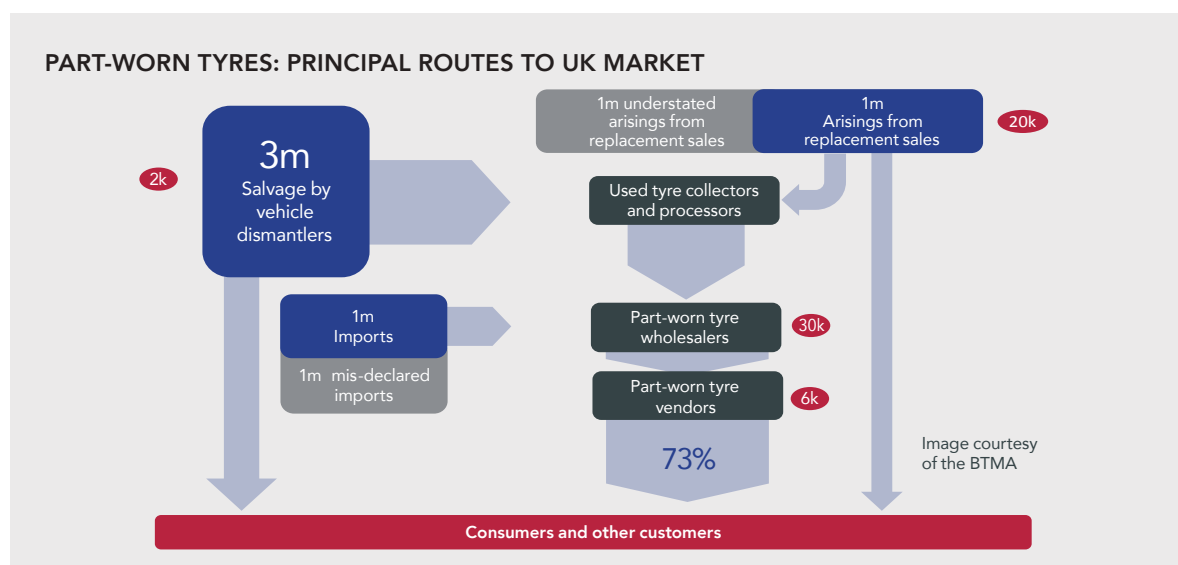 PART-WORN TYRES: PRINCIPAL ROUTES TO UK MARKET
2k
3m
Salvage by
vehicle
dismantlers
1m understated
arisings from
replacement sales
1m
Arisings from
replacement sales
20k
Used tyre collectors
and processors
1m
Imports
1m mis-declared
imports
Part-worn tyre
wholesalers
30k
Part-worn tyre
vendors
6k
73%
Image courtesy
of the BTMA
Consumers and other customers